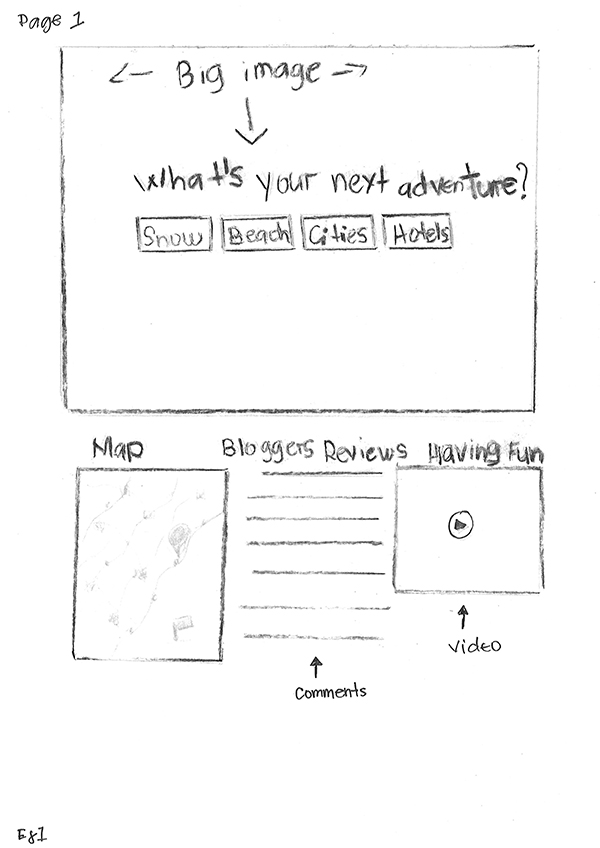 Page 1
Big image
What's your next adventure?
Snow Beach Cities Hotels
Map
Bloggers Reviews
Having Fun
Video
Comments
Eg1